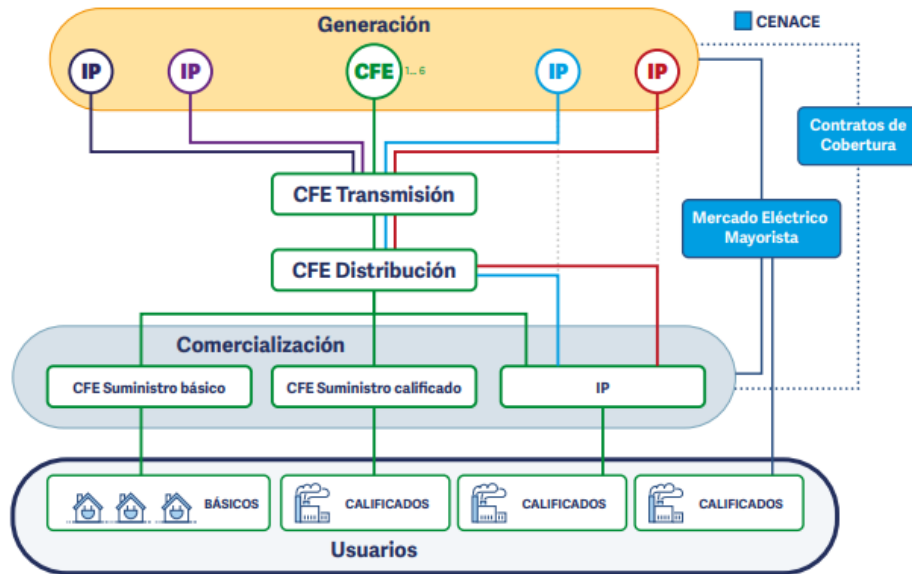 Generación
CENACE
IP
IP
CFE
1... 6
IP
IP
Contratos de
Cobertura
CFE Transmisión
Mercado Eléctrico
Mayorista
CFE Distribución
Comercialización
CFE Suministro básico
CFE Suministro calificado
IP
BÁSICOS
CALIFICADOS
CALIFICADOS
CALIFICADOS
Usuarios